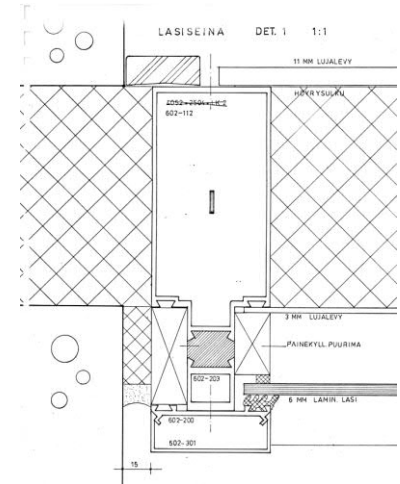 LASISEINA DET. 1 1:1
11 MM LUJALEVY
HÖYRYSULKU
602-112
3 MM LUJALEVY
PAINEKYLL PUURIMA
602-203
6 MM LAMIN. LASI
602-200
602-301
15